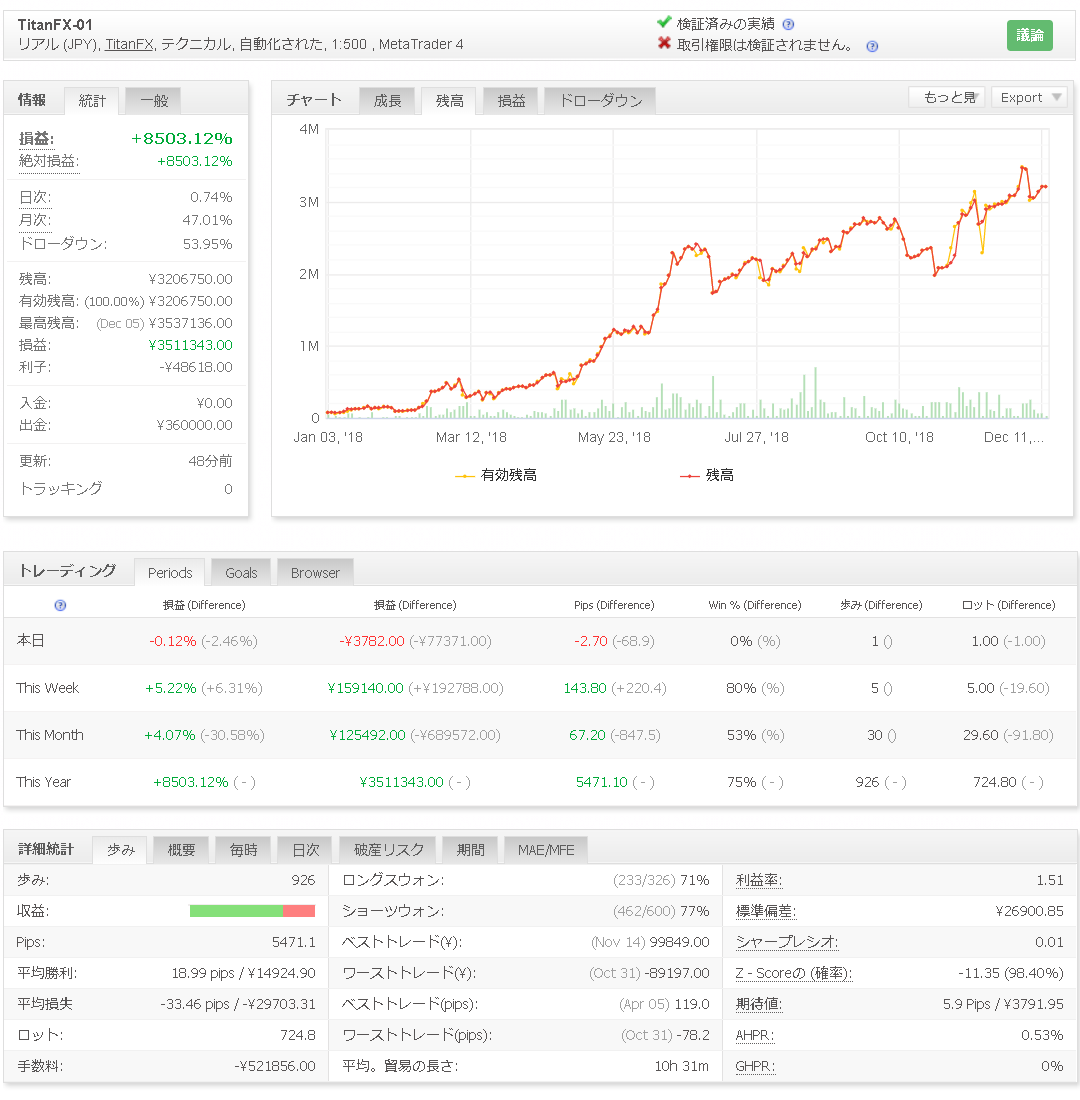 TitanFX-01
リアル (JPY), TitanFX, テクニカル, 自動化された, 1:500 , MetaTrader 4
検証済みの実績
取引権限は検証されません。
議論
情報 統計 一般
損益: +8503.12%
絶対損益: +8503.12%
日次: 0.74%
月次: 47.01%
ドローダウン: 53.95%
残高: ¥3206750.00
有効残高: (100.00%) ¥3206750.00
最高残高: (Dec 05) ¥3537136.00
損益: ¥3511343.00
利子: -¥48618.00
入金: ¥0.00
出金: ¥360000.00
更新: 48分前
トラッキング 0
チャート 成長 残高 損益 ドローダウン もっと見 Export
4M
3M
2M
1M
0
Jan 03, '18 Mar 12, '18 May 23, '18 Jul 27, '18 Oct 10, '18 Dec 11,...
有効残高 残高
トレーディング Periods Goals Browser
損益 (Difference) 損益 (Difference) Pips (Difference) Win % (Difference) 歩み (Difference) ロット (Difference)
本日 -0.12% (-2.46%) -¥3782.00 (-¥77371.00) -2.70 (-68.9) 0% (%) 1 () 1.00 (-1.00)
This Week +5.22% (+6.31%) ¥159140.00 (+¥192788.00) 143.80 (+220.4) 80% (%) 5 () 5.00 (-19.60)
This Month +4.07% (-30.58%) ¥125492.00 (-¥689572.00) 67.20 (-847.5) 53% (%) 30 () 29.60 (-91.80)
This Year +8503.12% ( - ) ¥3511343.00 ( - ) 5471.10 ( - ) 75% ( - ) 926 ( - ) 724.80 ( - )
詳細統計 歩み 概要 毎時 日次 破産リスク 期間 MAE/MFE
歩み: 926 ロングスウォン: (233/326) 71% 利益率: 1.51
収益: ショーツウォン: (462/600) 77% 標準偏差: ¥26900.85
Pips: 5471.1 ベストトレード(¥): (Nov 14) 99849.00 シャープレシオ: 0.01
平均勝利: 18.99 pips / ¥14924.90 ワーストトレード(¥): (Oct 31) -89197.00 Z - Scoreの (確率): -11.35 (98.40%)
平均損失 -33.46 pips / -¥29703.31 ベストトレード(pips): (Apr 05) 119.0 期待値: 5.9 Pips / ¥3791.95
ロット: 724.8 ワーストトレード(pips): (Oct 31) -78.2 AHPR: 0.53%
手数料: -¥521856.00 平均。貿易の長さ: 10h 31m GHPR: 0%